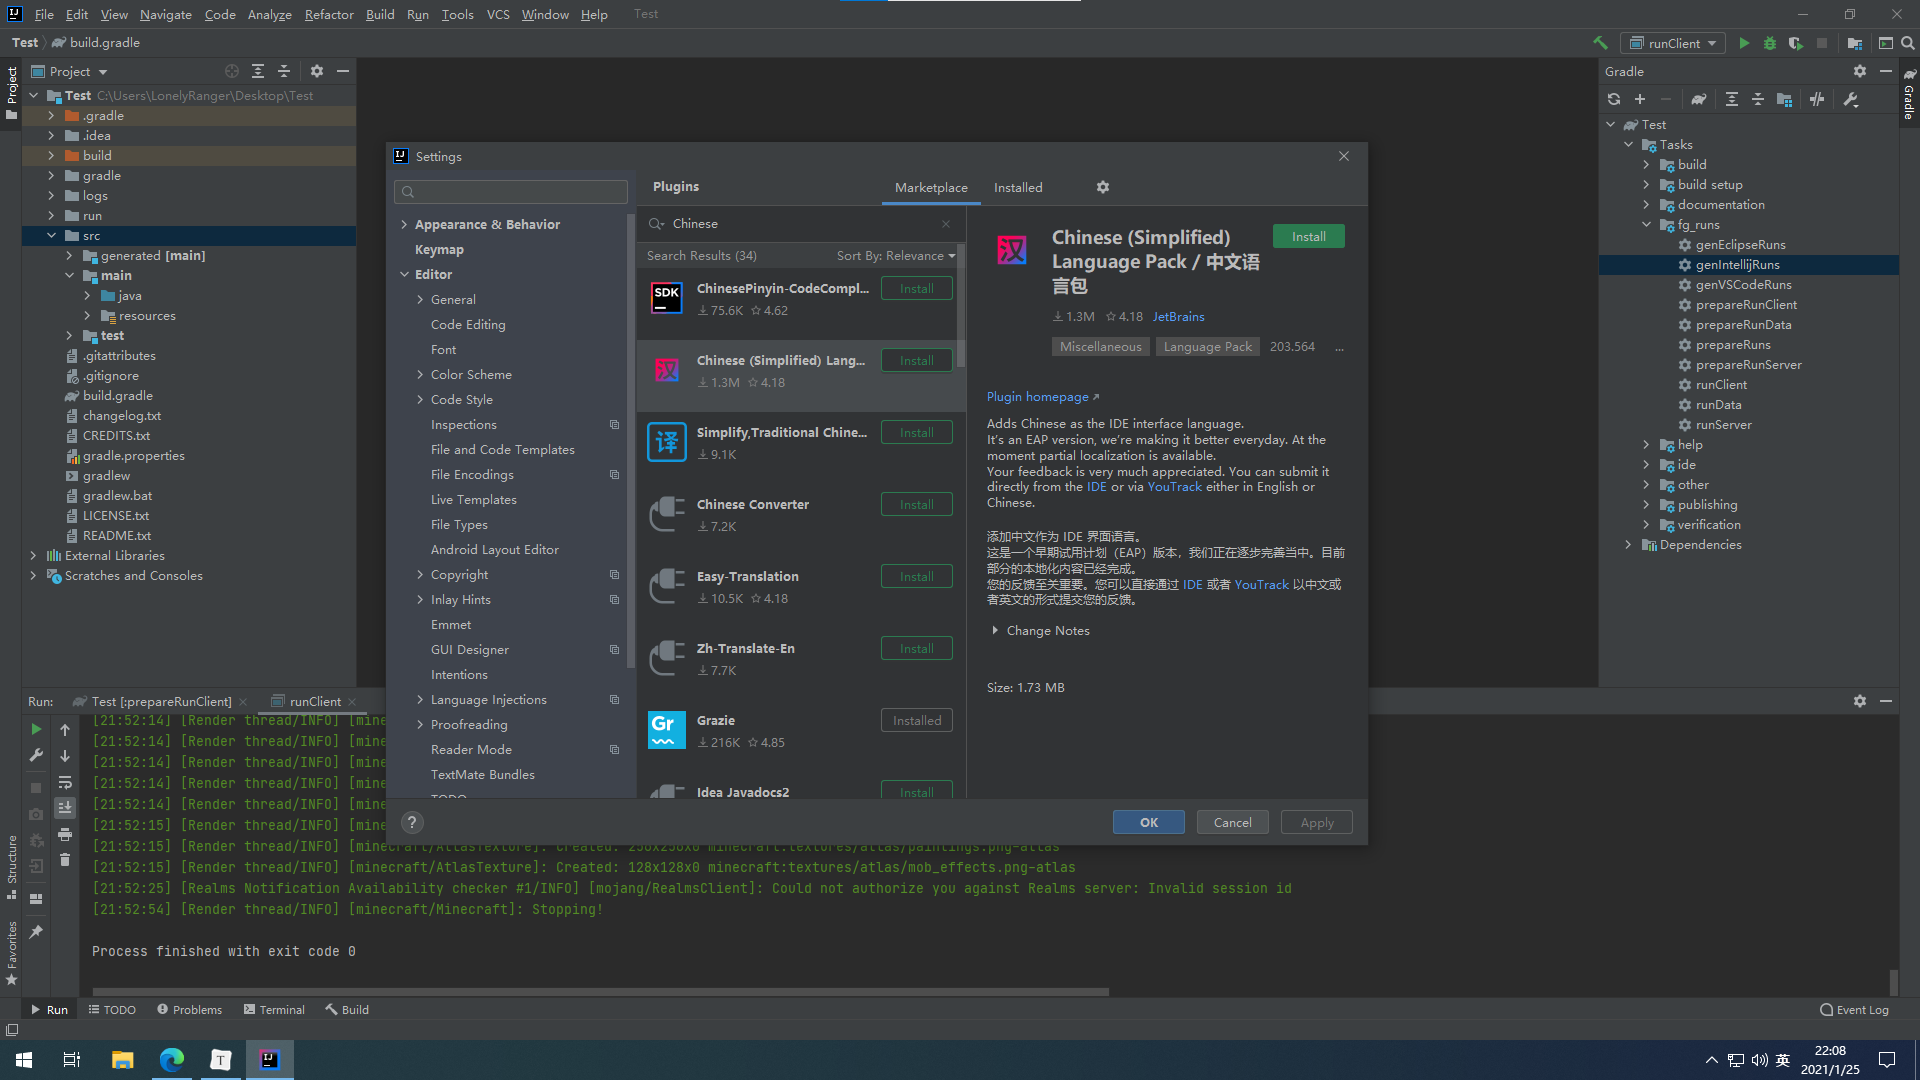 File Edit View Navigate Code Analyze Refactor Build Run Tools VCS Window Help Test
Test build.gradle
runClient
Project
Project
Test C:\Users\LonelyRanger\Desktop\Test
.gradle
.idea
build
gradle
logs
run
src
generated [main]
main
java
resources
test
.gitattributes
.gitignore
build.gradle
changelog.txt
CREDITS.txt
gradle.properties
gradlew
gradlew.bat
LICENSE.txt
README.txt
External Libraries
Scratches and Consoles
Settings
Appearance & Behavior
Keymap
Editor
General
Code Editing
Font
Color Scheme
Code Style
Inspections
File and Code Templates
File Encodings
Live Templates
File Types
Android Layout Editor
Copyright
Inlay Hints
Emmet
GUI Designer
Intentions
Language Injections
Proofreading
Reader Mode
TextMate Bundles
TODO
Plugins Marketplace Installed
Chinese
Search Results (34) Sort By: Relevance
SDK
ChinesePinyin-CodeCompl... Install
75.6K 4.62
汉
Chinese (Simplified) Lang... Install
1.3M 4.18
译
Simplify,Traditional Chine... Install
9.1K
Chinese Converter Install
7.2K
Easy-Translation Install
10.5K 4.18
Zh-Translate-En Install
7.7K
Gr
Grazie Installed
216K 4.85
Idea Javadocs2 Install
汉
Chinese (Simplified)
Language Pack / 中文语
言包
Install
1.3M 4.18 JetBrains
Miscellaneous Language Pack 203.564 ...
Plugin homepage
Adds Chinese as the IDE interface language.
It's an EAP version, we're making it better everyday. At the
moment partial localization is available.
Your feedback is very much appreciated. You can submit it
directly from the IDE or via YouTrack either in English or
Chinese.
添加中文作为 IDE 界面语言。
这是一个早期试用计划（EAP）版本，我们正在逐步完善当中。目前
部分的本地化内容已经完成。
您的反馈至关重要。您可以直接通过 IDE 或者 YouTrack 以中文或
者英文的形式提交您的反馈。
Change Notes
Size: 1.73 MB
?
OK Cancel Apply
Gradle
Gradle
Test
Tasks
build
build setup
documentation
fg_runs
genEclipseRuns
genIntellijRuns
genVSCodeRuns
prepareRunClient
prepareRunData
prepareRuns
prepareRunServer
runClient
runData
runServer
help
ide
other
publishing
verification
Dependencies
Run: Test [:prepareRunClient] runClient
[21:52:14] [Render thread/INFO] [mine
[21:52:14] [Render thread/INFO] [mine
[21:52:14] [Render thread/INFO] [mine
[21:52:14] [Render thread/INFO] [mine
[21:52:14] [Render thread/INFO] [mine
[21:52:15] [Render thread/INFO] [mine
[21:52:15] [Render thread/INFO] [minecraft/AtlasTexture]: Created: 256x256x0 minecraft:textures/atlas/paintings.png-atlas
[21:52:15] [Render thread/INFO] [minecraft/AtlasTexture]: Created: 128x128x0 minecraft:textures/atlas/mob_effects.png-atlas
[21:52:25] [Realms Notification Availability checker #1/INFO] [mojang/RealmsClient]: Could not authorize you against Realms server: Invalid session id
[21:52:54] [Render thread/INFO] [minecraft/Minecraft]: Stopping!
Process finished with exit code 0
Structure
Favorites
Run TODO Problems Terminal Build Event Log
T
英
22:08
2021/1/25